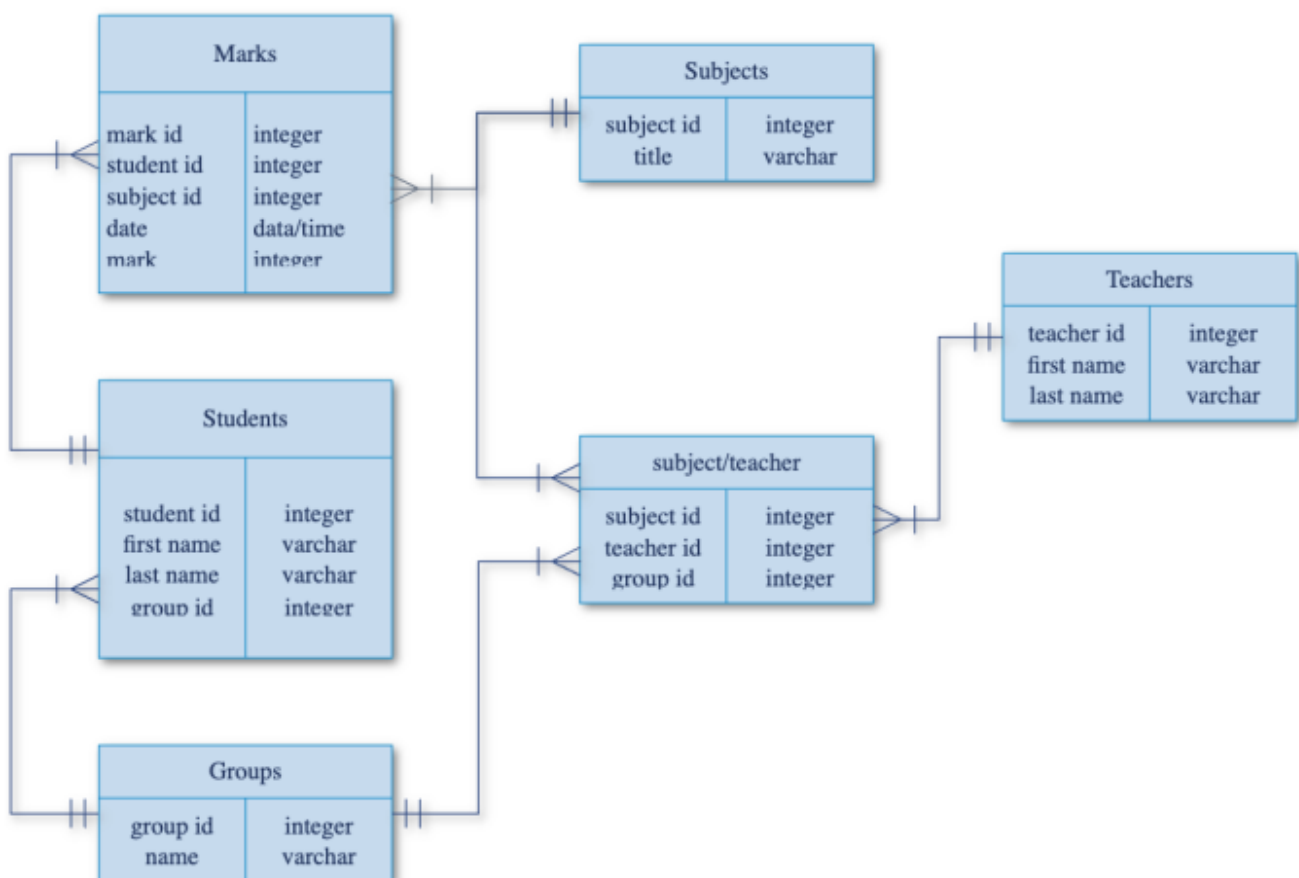 Marks
mark id integer
student id integer
subject id integer
date data/time
mark integer
Subjects
subject id integer
title varchar
Teachers
teacher id integer
first name varchar
last name varchar
Students
student id integer
first name varchar
last name varchar
group id integer
subject/teacher
subject id integer
teacher id integer
group id integer
Groups
group id integer
name varchar